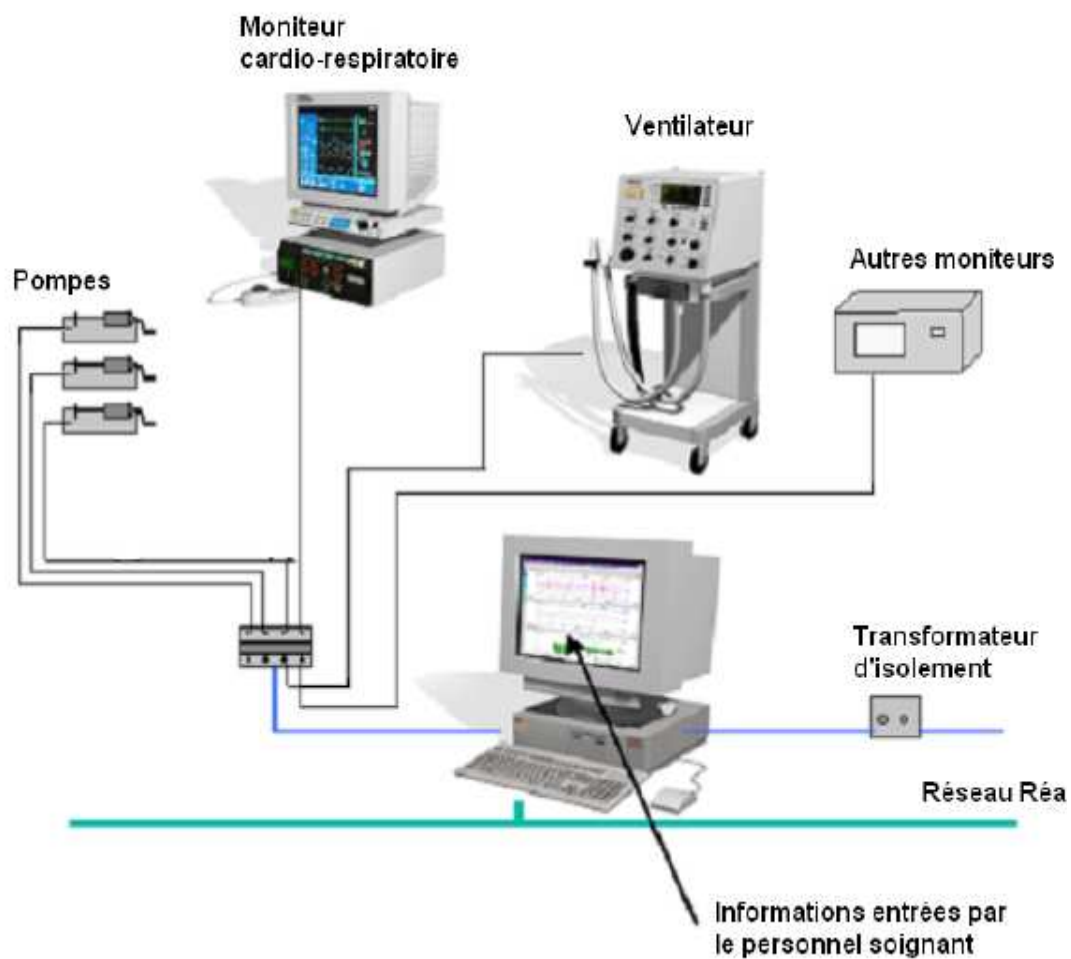 Moniteur
cardio-respiratoire
Ventilateur
Autres moniteurs
Pompes
Transformateur
d'isolement
Réseau Réa
Informations entrées par
le personnel soignant